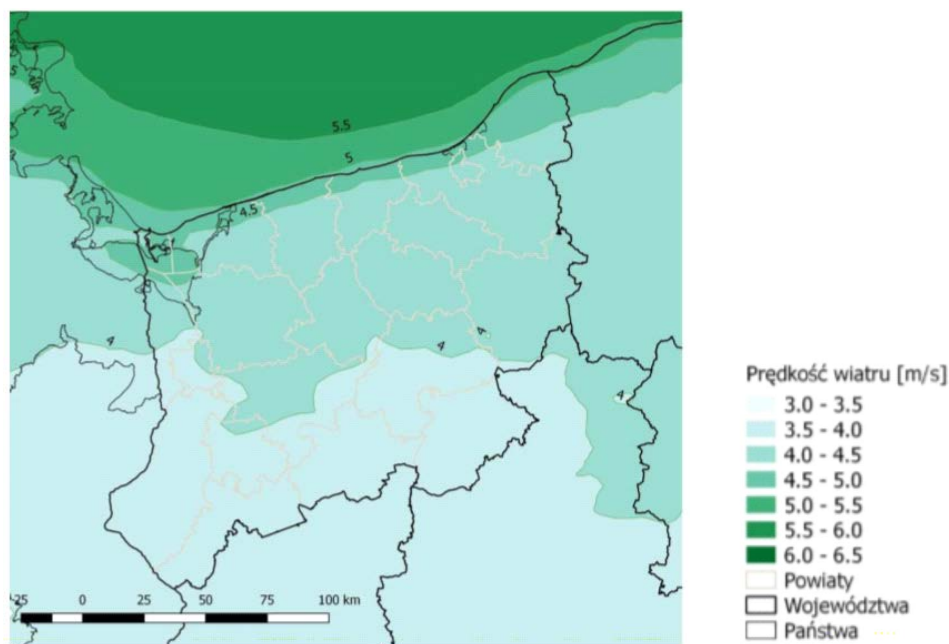 5.5
5
5
4.5
4
4
4
4
25 0 25 50 75 100 km
Prędkość wiatru [m/s]
3.0 - 3.5
3.5 - 4.0
4.0 - 4.5
4.5 - 5.0
5.0 - 5.5
5.5 - 6.0
6.0 - 6.5
Powiaty
Województwa
Państwa